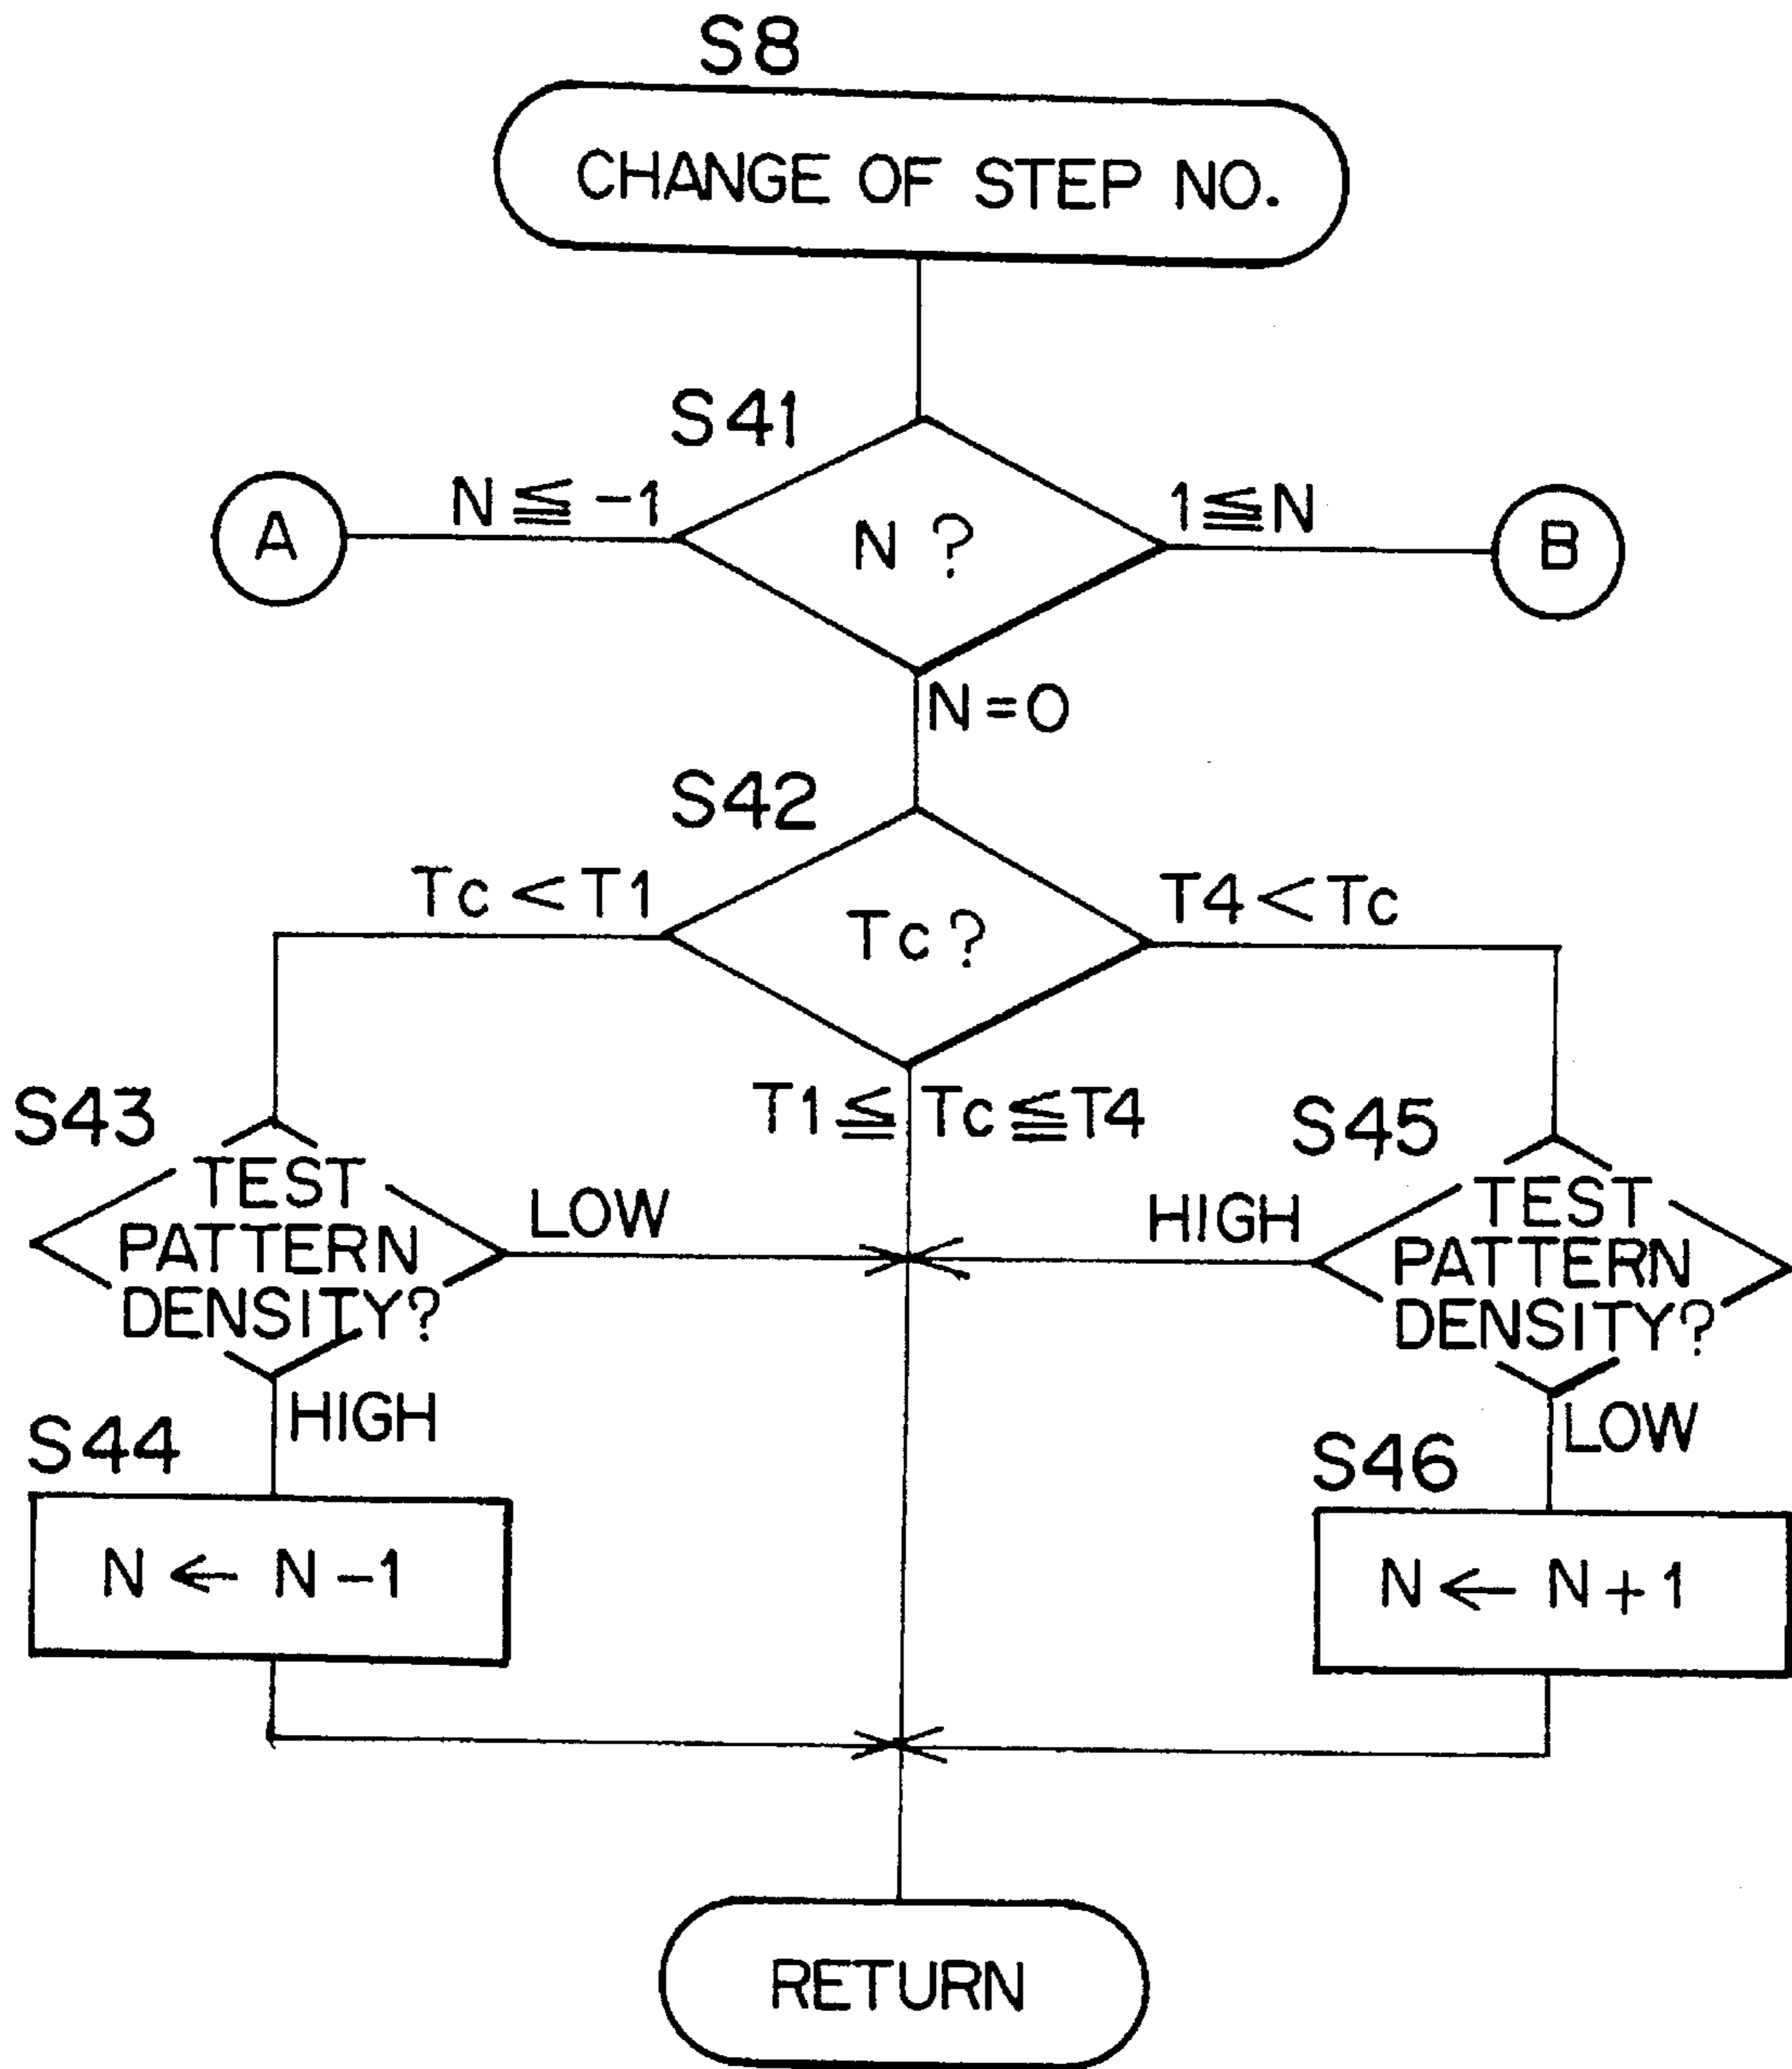 S8
CHANGE OF STEP NO.
S41
N ≦ -1
1≦N
A
N ?
B
N=0
S42
Tc < T1
T4 < Tc
Tc ?
T1 ≦ Tc ≦ T4
S43
S45
TEST
PATTERN
DENSITY?
LOW
HIGH
TEST
PATTERN
DENSITY?
HIGH
LOW
S44
S46
N ← N -1
N ← N + 1
RETURN